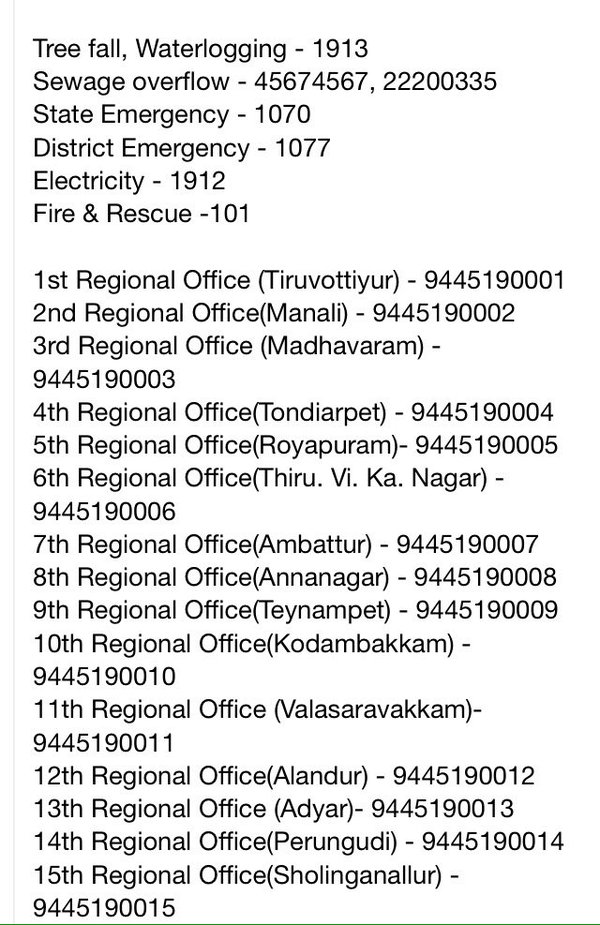 Tree fall, Waterlogging - 1913
Sewage overflow - 45674567, 22200335
State Emergency - 1070
District Emergency - 1077
Electricity - 1912
Fire & Rescue -101
1st Regional Office (Tiruvottiyur) - 9445190001
2nd Regional Office(Manali) - 9445190002
3rd Regional Office (Madhavaram) -
9445190003
4th Regional Office(Tondiarpet) - 9445190004
5th Regional Office(Royapuram)- 9445190005
6th Regional Office(Thiru. Vi. Ka. Nagar) -
9445190006
7th Regional Office(Ambattur) - 9445190007
8th Regional Office(Annanagar) - 9445190008
9th Regional Office(Teynampet) - 9445190009
10th Regional Office(Kodambakkam) -
9445190010
11th Regional Office (Valasaravakkam)-
9445190011
12th Regional Office(Alandur) - 9445190012
13th Regional Office (Adyar)- 9445190013
14th Regional Office(Perungudi) - 9445190014
15th Regional Office(Sholinganallur) -
9445190015